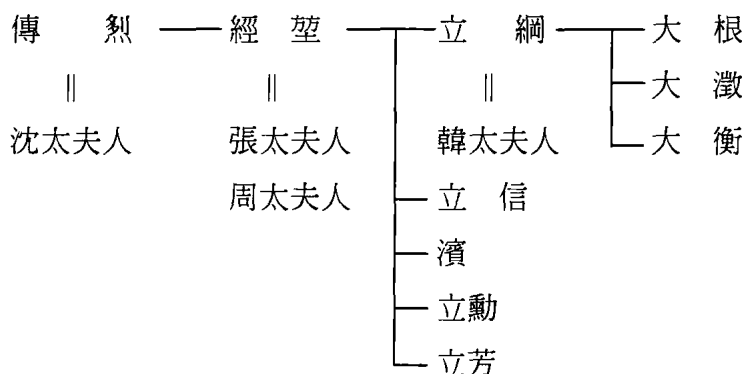 傳烈 經堃 立綱 大根
大澂
沈太夫人 張太夫人 韓太夫人 大衡
周太夫人 立信
濱
立勳
立芳